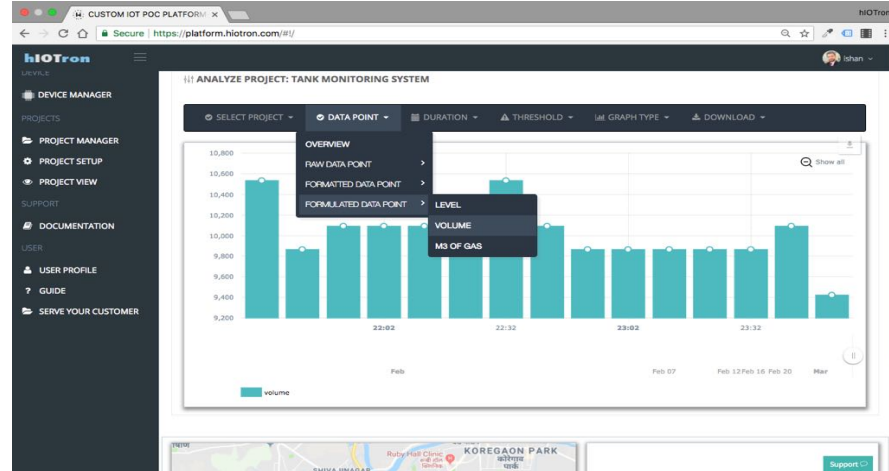 CUSTOM IOT POC PLATFORM ×
hIOTron
Secure | https://platform.hiotron.com/#!/
hIOTron
Ishan
DEVICE
DEVICE MANAGER
PROJECTS
PROJECT MANAGER
PROJECT SETUP
PROJECT VIEW
SUPPORT
DOCUMENTATION
USER
USER PROFILE
? GUIDE
SERVE YOUR CUSTOMER
ANALYZE PROJECT: TANK MONITORING SYSTEM
SELECT PROJECT DATA POINT DURATION THRESHOLD GRAPH TYPE DOWNLOAD
OVERVIEW
RAW DATA POINT
FORMATTED DATA POINT
FORMULATED DATA POINT
LEVEL
VOLUME
M3 OF GAS
Show all
10,800
10,600
10,400
10,200
10,000
9,800
9,600
9,400
9,200
22:02 22:32 23:02 23:32
Feb Feb 07 Feb 12 Feb 16 Feb 20 Mar
volume
Ruby Hall Clinic
KOREGAON PARK
कोरेगाव
पार्क
SHIVAJINAGAR
Support